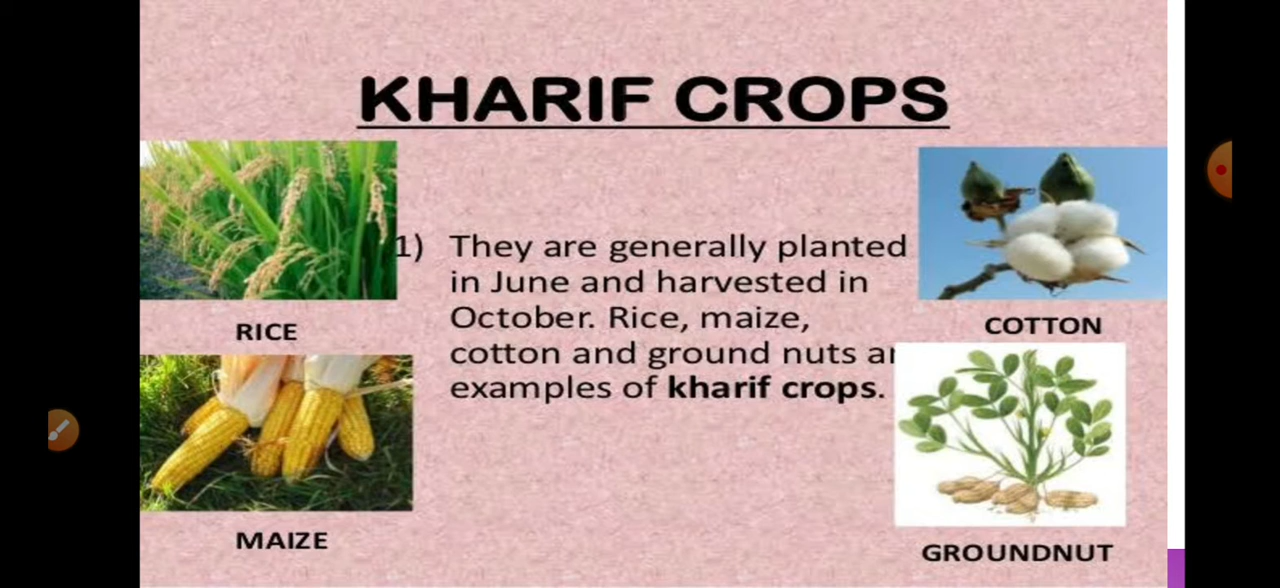 KHARIF CROPS
1) They are generally planted
in June and harvested in
October. Rice, maize,
cotton and ground nuts
examples of kharif crops.
RICE
COTTON
MAIZE
GROUNDNUT